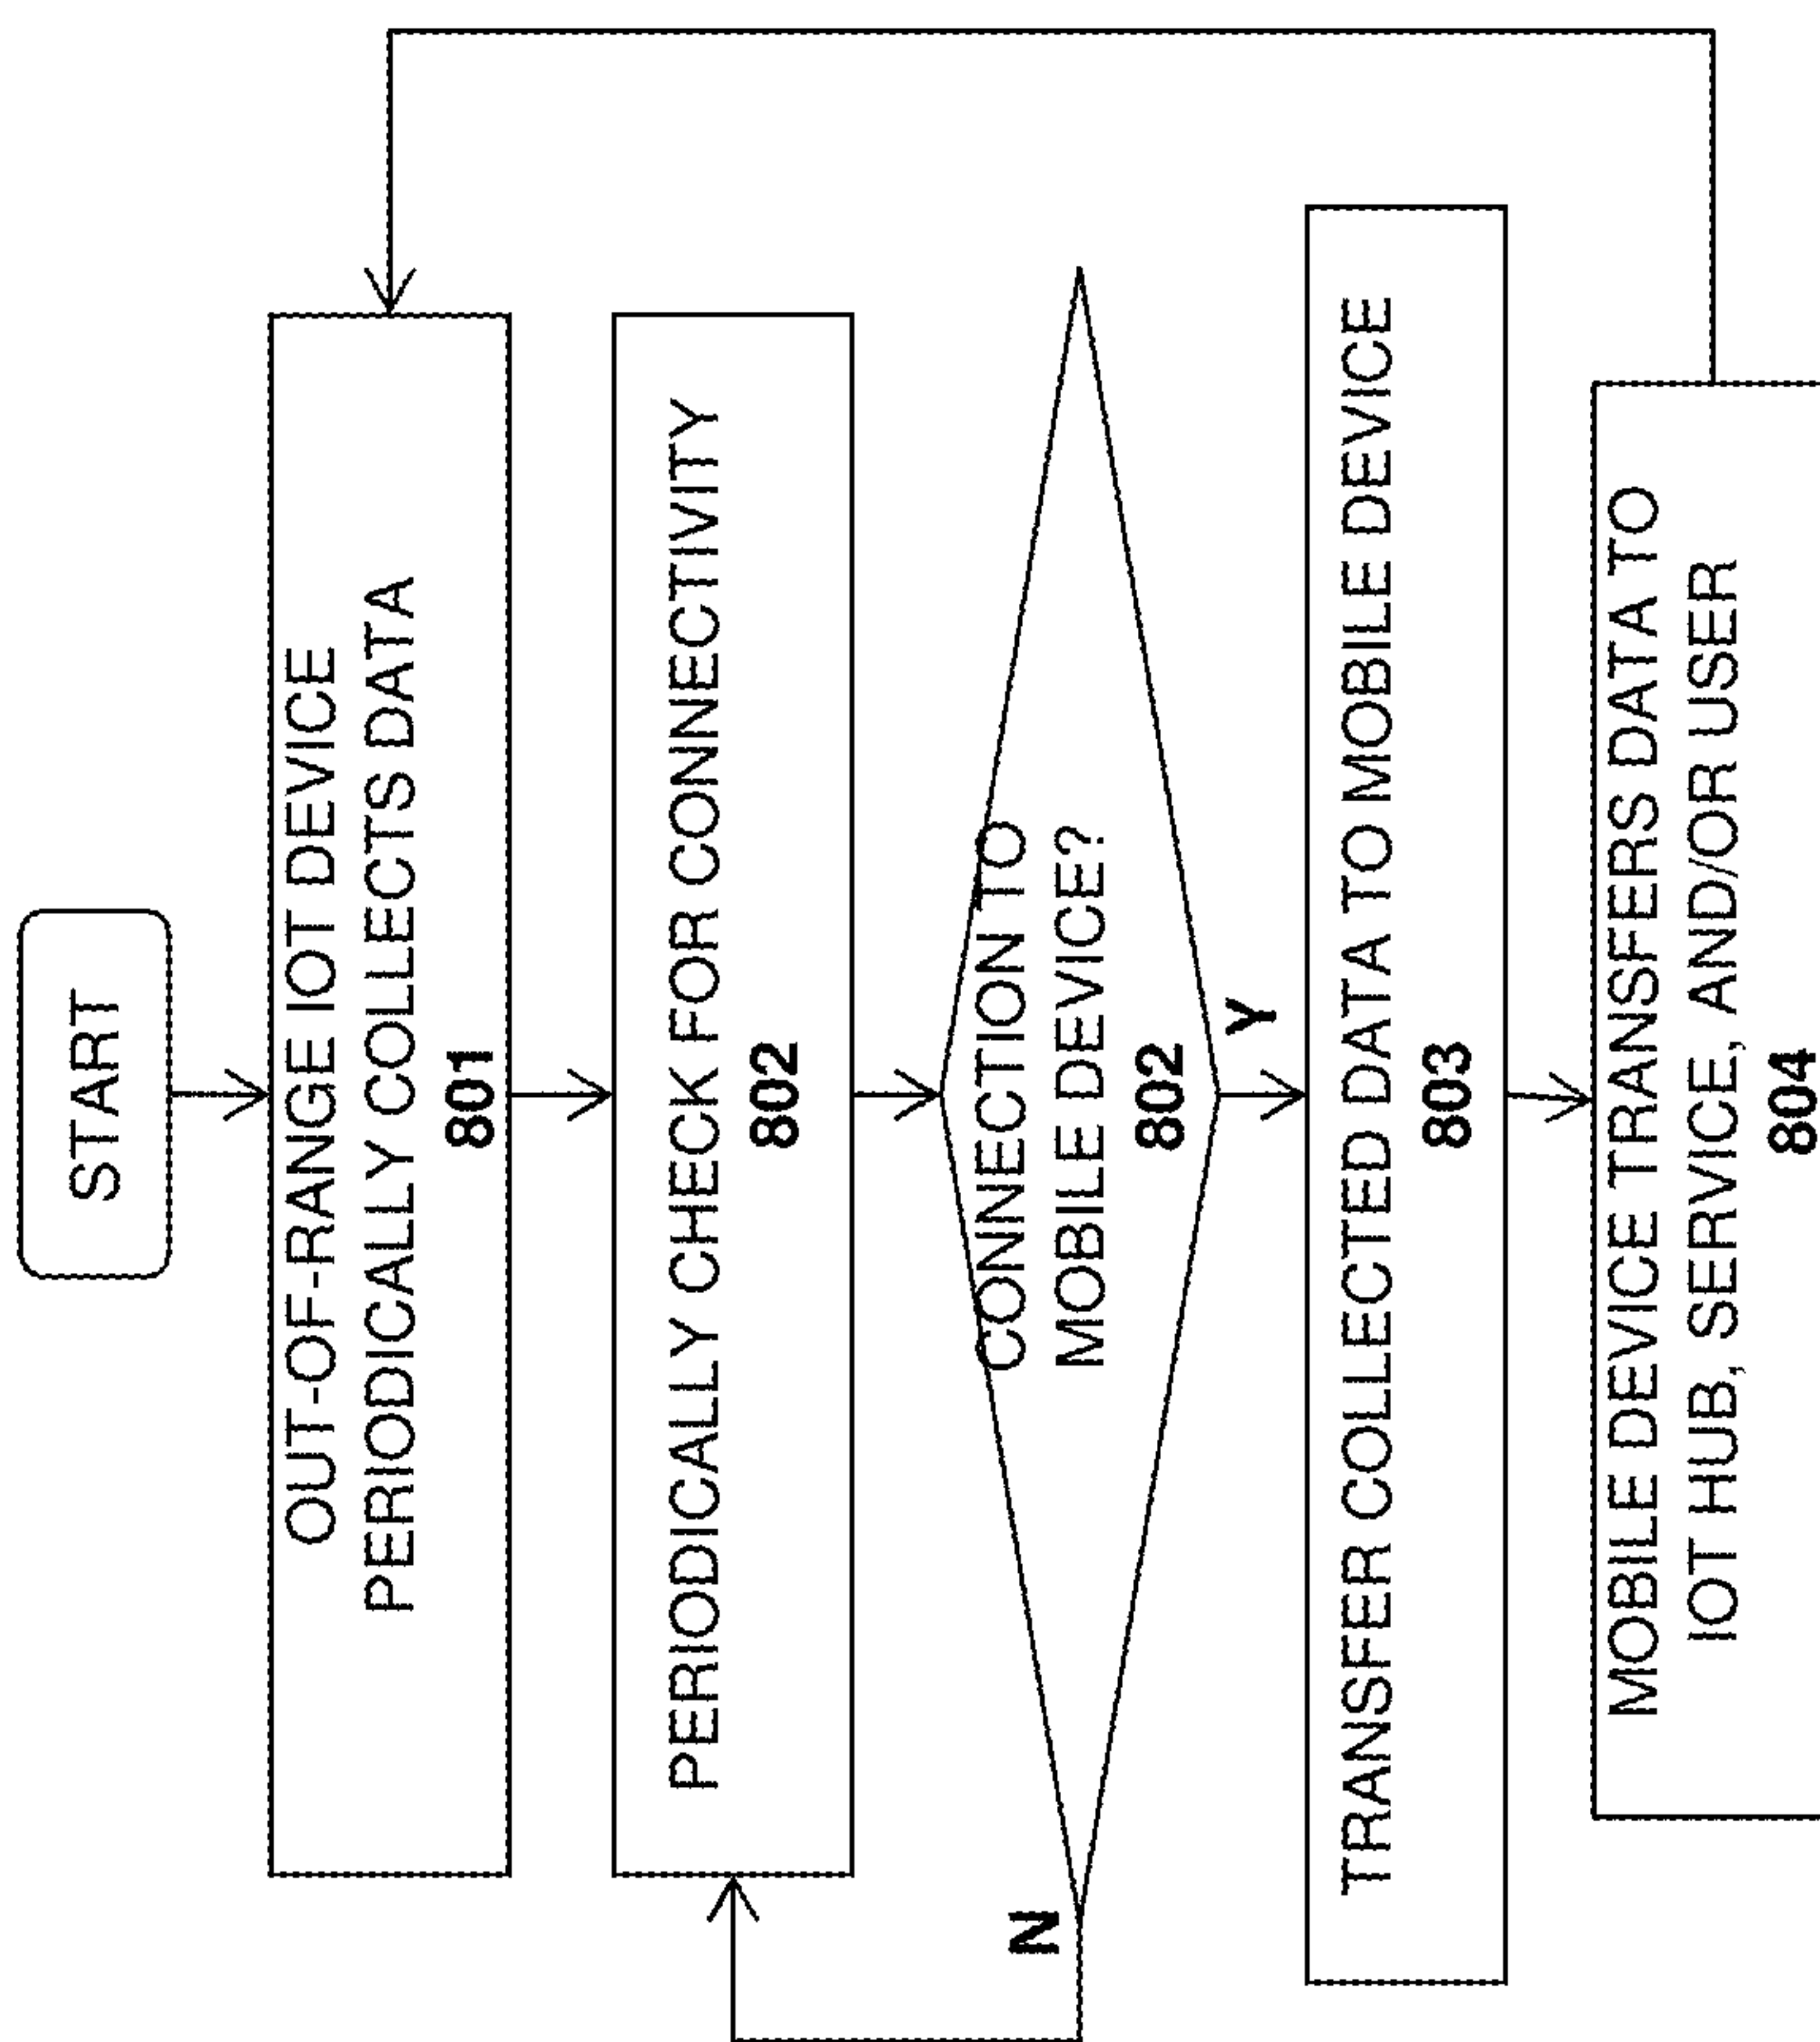 START
OUT-OF-RANGE IOT DEVICE
PERIODICALLY COLLECTS DATA
801
PERIODICALLY CHECK FOR CONNECTIVITY
802
CONNECTION TO
MOBILE DEVICE?
802
N
Y
TRANSFER COLLECTED DATA TO MOBILE DEVICE
803
MOBILE DEVICE TRANSFERS DATA TO
IOT HUB, SERVICE, AND/OR USER
804